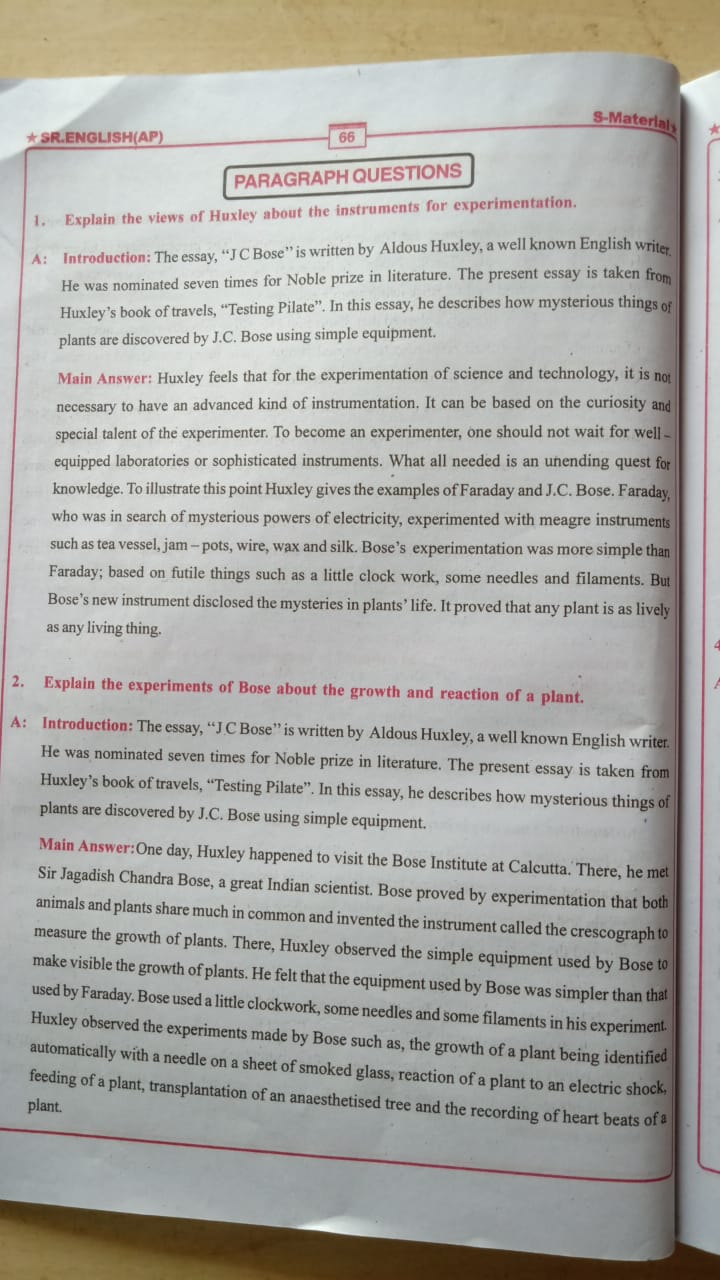 ★ SR.ENGLISH(AP)
66
S-Material★
PARAGRAPH QUESTIONS
1. Explain the views of Huxley about the instruments for experimentation.
A: Introduction: The essay, “J C Bose” is written by Aldous Huxley, a well known English writer.
He was nominated seven times for Noble prize in literature. The present essay is taken from
Huxley’s book of travels, “Testing Pilate”. In this essay, he describes how mysterious things of
plants are discovered by J.C. Bose using simple equipment.
Main Answer: Huxley feels that for the experimentation of science and technology, it is not
necessary to have an advanced kind of instrumentation. It can be based on the curiosity and
special talent of the experimenter. To become an experimenter, one should not wait for well –
equipped laboratories or sophisticated instruments. What all needed is an unending quest for
knowledge. To illustrate this point Huxley gives the examples of Faraday and J.C. Bose. Faraday,
who was in search of mysterious powers of electricity, experimented with meagre instruments
such as tea vessel, jam – pots, wire, wax and silk. Bose’s experimentation was more simple than
Faraday; based on futile things such as a little clock work, some needles and filaments. But
Bose’s new instrument disclosed the mysteries in plants’ life. It proved that any plant is as lively
as any living thing.
2. Explain the experiments of Bose about the growth and reaction of a plant.
A: Introduction: The essay, “J C Bose” is written by Aldous Huxley, a well known English writer.
He was nominated seven times for Noble prize in literature. The present essay is taken from
Huxley’s book of travels, “Testing Pilate”. In this essay, he describes how mysterious things of
plants are discovered by J.C. Bose using simple equipment.
Main Answer:One day, Huxley happened to visit the Bose Institute at Calcutta. There, he met
Sir Jagadish Chandra Bose, a great Indian scientist. Bose proved by experimentation that both
animals and plants share much in common and invented the instrument called the crescograph to
measure the growth of plants. There, Huxley observed the simple equipment used by Bose to
make visible the growth of plants. He felt that the equipment used by Bose was simpler than that
used by Faraday. Bose used a little clockwork, some needles and some filaments in his experiment.
Huxley observed the experiments made by Bose such as, the growth of a plant being identified
automatically with a needle on a sheet of smoked glass, reaction of a plant to an electric shock,
feeding of a plant, transplantation of an anaesthetised tree and the recording of heart beats of a
plant.